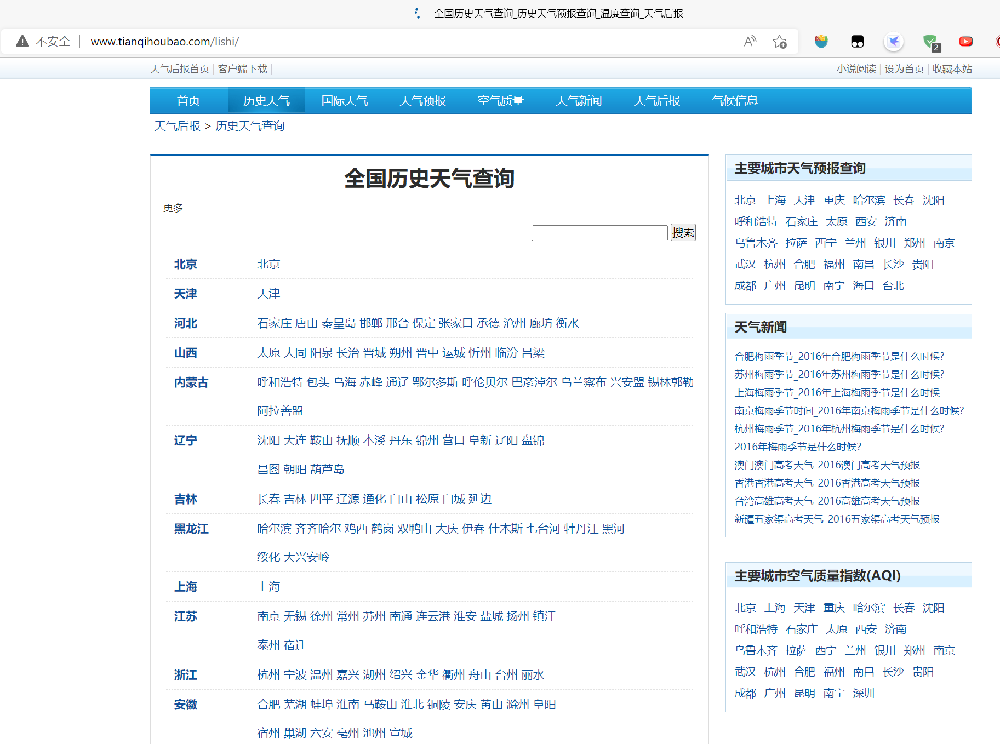 全国历史天气查询_历史天气预报查询_温度查询_天气后报
不安全 | www.tianqihoubao.com/lishi/
2
天气后报首页 | 客户端下载 |
小说阅读 | 设为首页 | 收藏本站
首页 历史天气 国际天气 天气预报 空气质量 天气新闻 天气后报 气候信息
天气后报 > 历史天气查询
全国历史天气查询
更多
搜索
北京 北京
天津 天津
河北 石家庄 唐山 秦皇岛 邯郸 邢台 保定 张家口 承德 沧州 廊坊 衡水
山西 太原 大同 阳泉 长治 晋城 朔州 晋中 运城 忻州 临汾 吕梁
内蒙古 呼和浩特 包头 乌海 赤峰 通辽 鄂尔多斯 呼伦贝尔 巴彦淖尔 乌兰察布 兴安盟 锡林郭勒
阿拉善盟
辽宁 沈阳 大连 鞍山 抚顺 本溪 丹东 锦州 营口 阜新 辽阳 盘锦
昌图 朝阳 葫芦岛
吉林 长春 吉林 四平 辽源 通化 白山 松原 白城 延边
黑龙江 哈尔滨 齐齐哈尔 鸡西 鹤岗 双鸭山 大庆 伊春 佳木斯 七台河 牡丹江 黑河
绥化 大兴安岭
上海 上海
江苏 南京 无锡 徐州 常州 苏州 南通 连云港 淮安 盐城 扬州 镇江
泰州 宿迁
浙江 杭州 宁波 温州 嘉兴 湖州 绍兴 金华 衢州 舟山 台州 丽水
安徽 合肥 芜湖 蚌埠 淮南 马鞍山 淮北 铜陵 安庆 黄山 滁州 阜阳
宿州 巢湖 六安 亳州 池州 宣城
主要城市天气预报查询
北京 上海 天津 重庆 哈尔滨 长春 沈阳
呼和浩特 石家庄 太原 西安 济南
乌鲁木齐 拉萨 西宁 兰州 银川 郑州 南京
武汉 杭州 合肥 福州 南昌 长沙 贵阳
成都 广州 昆明 南宁 海口 台北
天气新闻
合肥梅雨季节_2016年合肥梅雨季节是什么时候?
苏州梅雨季节_2016年苏州梅雨季节是什么时候?
上海梅雨季节_2016年上海梅雨季节是什么时候
南京梅雨季节时间_2016年南京梅雨季节是什么时候?
杭州梅雨季节_2016年杭州梅雨季节是什么时候?
2016年梅雨季节是什么时候?
澳门澳门高考天气_2016澳门高考天气预报
香港香港高考天气_2016香港高考天气预报
台湾高雄高考天气_2016高雄高考天气预报
新疆五家渠高考天气_2016五家渠高考天气预报
主要城市空气质量指数(AQI)
北京 上海 天津 重庆 哈尔滨 长春 沈阳
呼和浩特 石家庄 太原 西安 济南
乌鲁木齐 拉萨 西宁 兰州 银川 郑州 南京
武汉 杭州 合肥 福州 南昌 长沙 贵阳
成都 广州 昆明 南宁 深圳